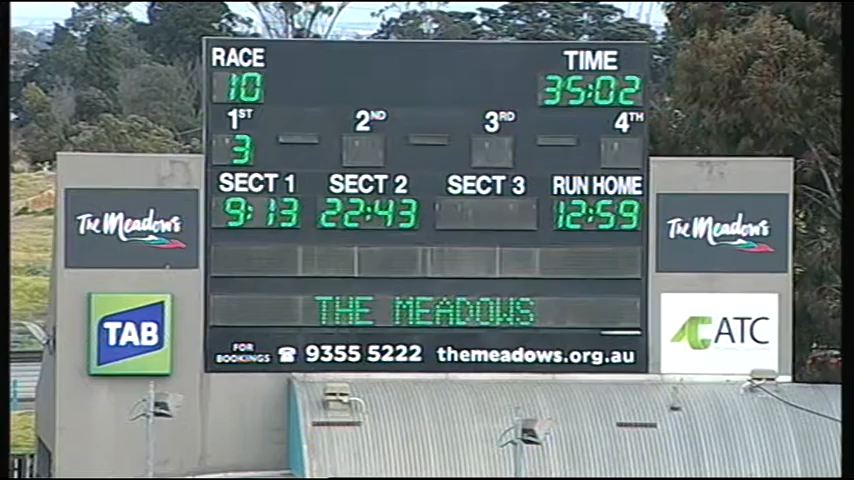 RACE TIME
10 35:02
1ST 2ND 3RD 4TH
3
SECT 1 SECT 2 SECT 3 RUN HOME
9:13 22:43 12:59
The Meadows
The Meadows
THE MEADOWS
TAB
ATC
FOR BOOKINGS ☎ 9355 5222 themeadows.org.au